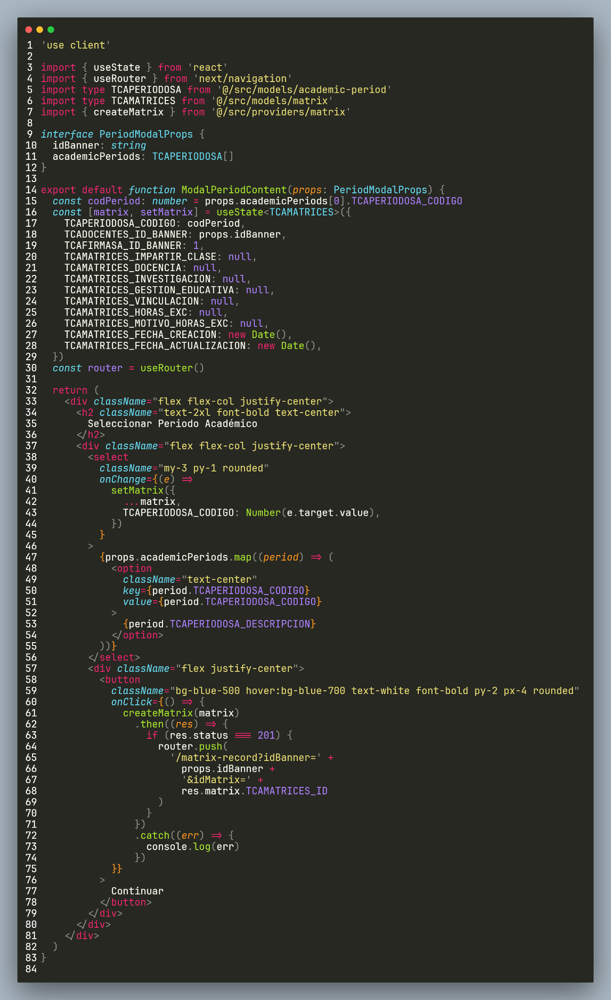 1 'use client'
2
3 import { useState } from 'react'
4 import { useRouter } from 'next/navigation'
5 import type TCAPERIODOSA from '@/src/models/academic-period'
6 import type TCAMATRICES from '@/src/models/matrix'
7 import { createMatrix } from '@/src/providers/matrix'
8
9 interface PeriodModalProps {
10   idBanner: string
11   academicPeriods: TCAPERIODOSA[]
12 }
13
14 export default function ModalPeriodContent(props: PeriodModalProps) {
15   const codPeriod: number = props.academicPeriods[0].TCAPERIODOSA_CODIGO
16   const [matrix, setMatrix] = useState<TCAMATRICES>({
17     TCAPERIODOSA_CODIGO: codPeriod,
18     TCADOCENTES_ID_BANNER: props.idBanner,
19     TCAFIRMASA_ID_BANNER: 1,
20     TCAMATRICES_IMPARTIR_CLASE: null,
21     TCAMATRICES_DOCENCIA: null,
22     TCAMATRICES_INVESTIGACION: null,
23     TCAMATRICES_GESTION_EDUCATIVA: null,
24     TCAMATRICES_VINCULACION: null,
25     TCAMATRICES_HORAS_EXC: null,
26     TCAMATRICES_MOTIVO_HORAS_EXC: null,
27     TCAMATRICES_FECHA_CREACION: new Date(),
28     TCAMATRICES_FECHA_ACTUALIZACION: new Date(),
29   })
30   const router = useRouter()
31
32   return (
33     <div className="flex flex-col justify-center">
34       <h2 className="text-2xl font-bold text-center">
35         Seleccionar Periodo Académico
36       </h2>
37       <div className="flex flex-col justify-center">
38         <select
39           className="my-3 py-1 rounded"
40           onChange={(e) =>
41             setMatrix({
42               ...matrix,
43               TCAPERIODOSA_CODIGO: Number(e.target.value),
44             })
45           }
46         >
47           {props.academicPeriods.map((period) => (
48             <option
49               className="text-center"
50               key={period.TCAPERIODOSA_CODIGO}
51               value={period.TCAPERIODOSA_CODIGO}
52             >
53               {period.TCAPERIODOSA_DESCRIPCION}
54             </option>
55           ))}
56         </select>
57         <div className="flex justify-center">
58           <button
59             className="bg-blue-500 hover:bg-blue-700 text-white font-bold py-2 px-4 rounded"
60             onClick={() => {
61               createMatrix(matrix)
62                 .then((res) => {
63                   if (res.status === 201) {
64                     router.push(
65                       '/matrix-record?idBanner=' +
66                         props.idBanner +
67                         '&idMatrix=' +
68                         res.matrix.TCAMATRICES_ID
69                     )
70                   }
71                 })
72                 .catch((err) => {
73                   console.log(err)
74                 })
75             }}
76           >
77             Continuar
78           </button>
79         </div>
80       </div>
81     </div>
82   )
83 }
84